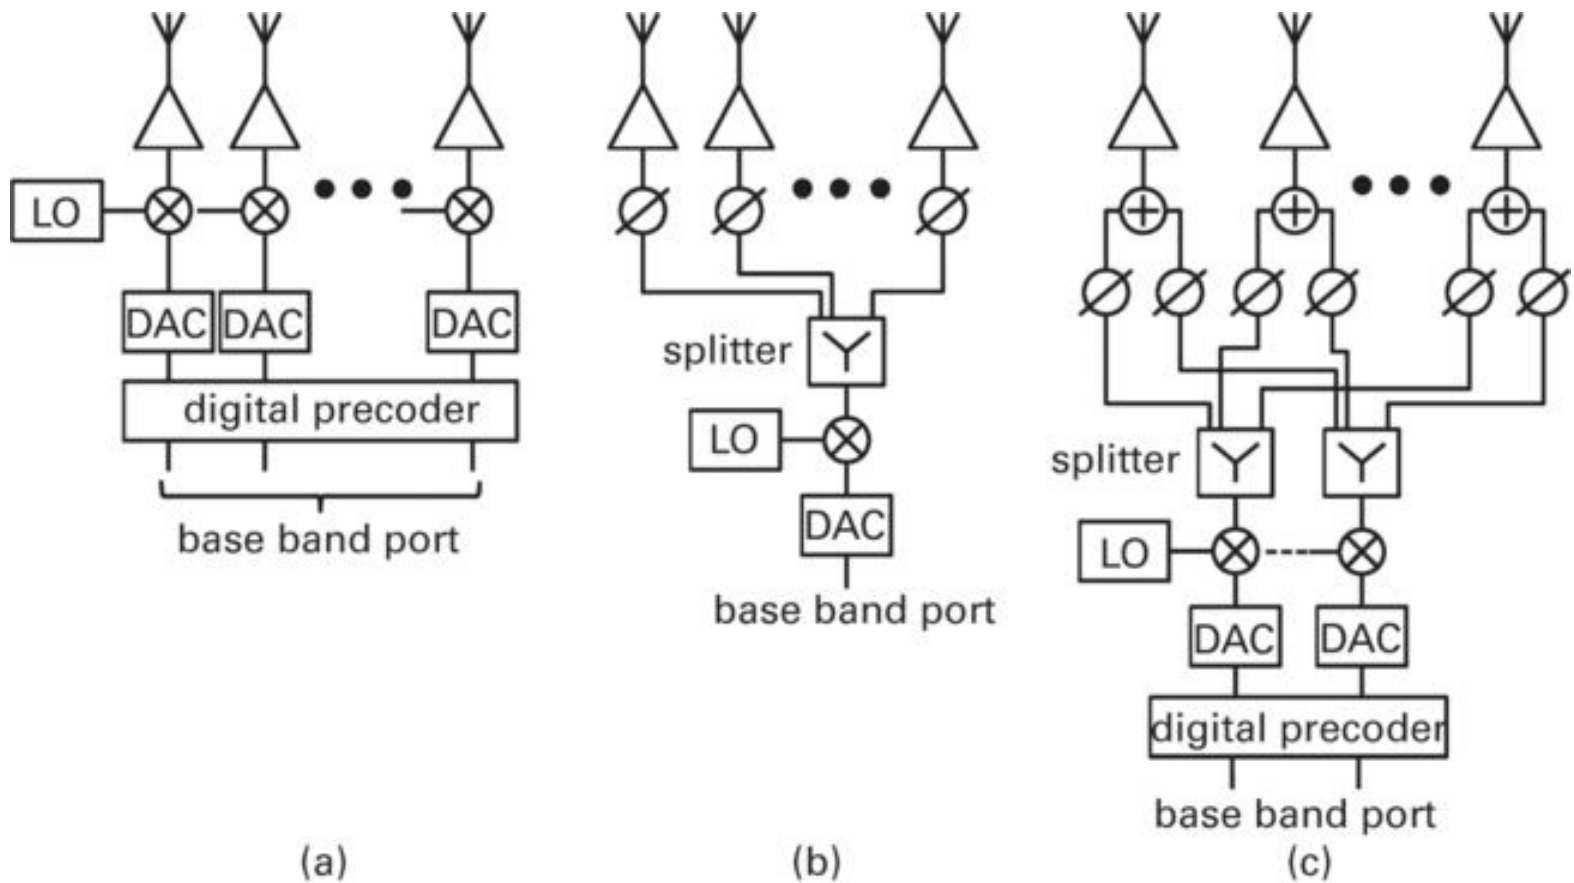 LO
DAC DAC DAC
digital precoder
base band port
(a)
splitter
LO
DAC
base band port
(b)
splitter
LO
DAC DAC
digital precoder
base band port
(c)